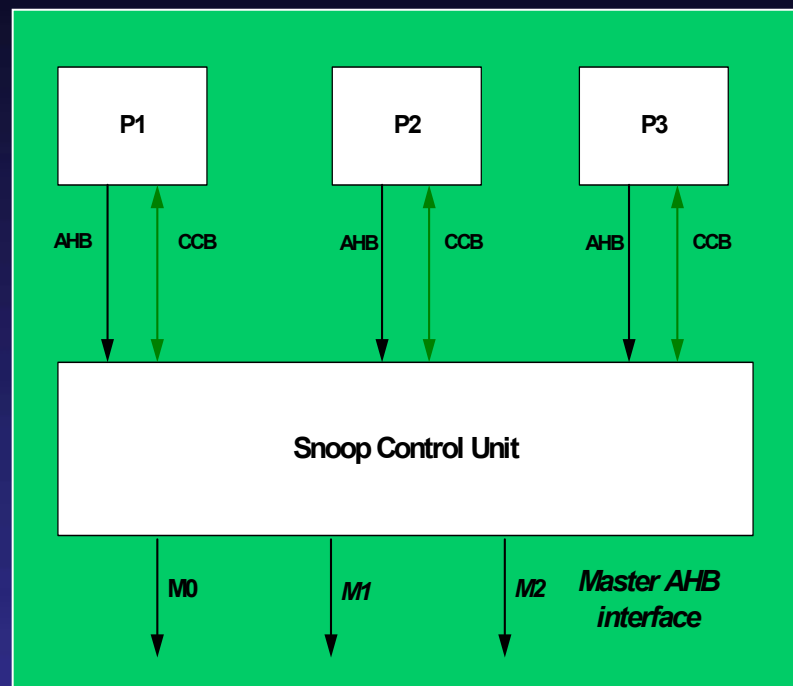 P1
P2
P3
AHB
CCB
AHB
CCB
AHB
CCB
Snoop Control Unit
M0
M1
M2
Master AHB
interface